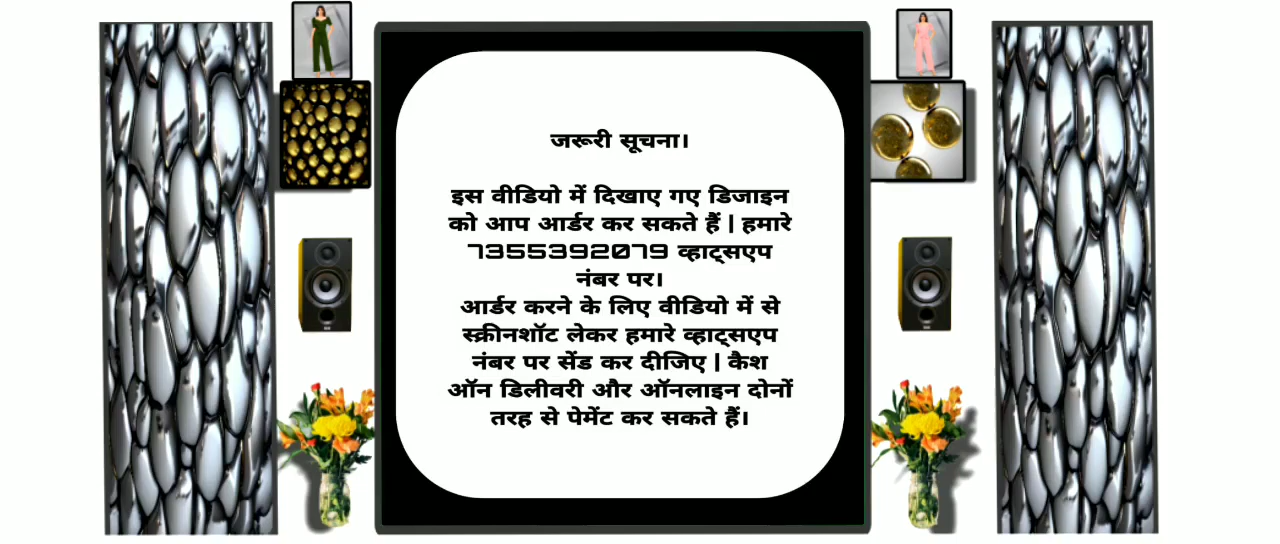 जरूरी सूचना।
इस वीडियो में दिखाए गए डिजाइन
को आप आर्डर कर सकते हैं | हमारे
7355392079 व्हाट्सएप
नंबर पर।
आर्डर करने के लिए वीडियो में से
स्क्रीनशॉट लेकर हमारे व्हाट्सएप
नंबर पर सेंड कर दीजिए | कैश
ऑन डिलीवरी और ऑनलाइन दोनों
तरह से पेमेंट कर सकते हैं।